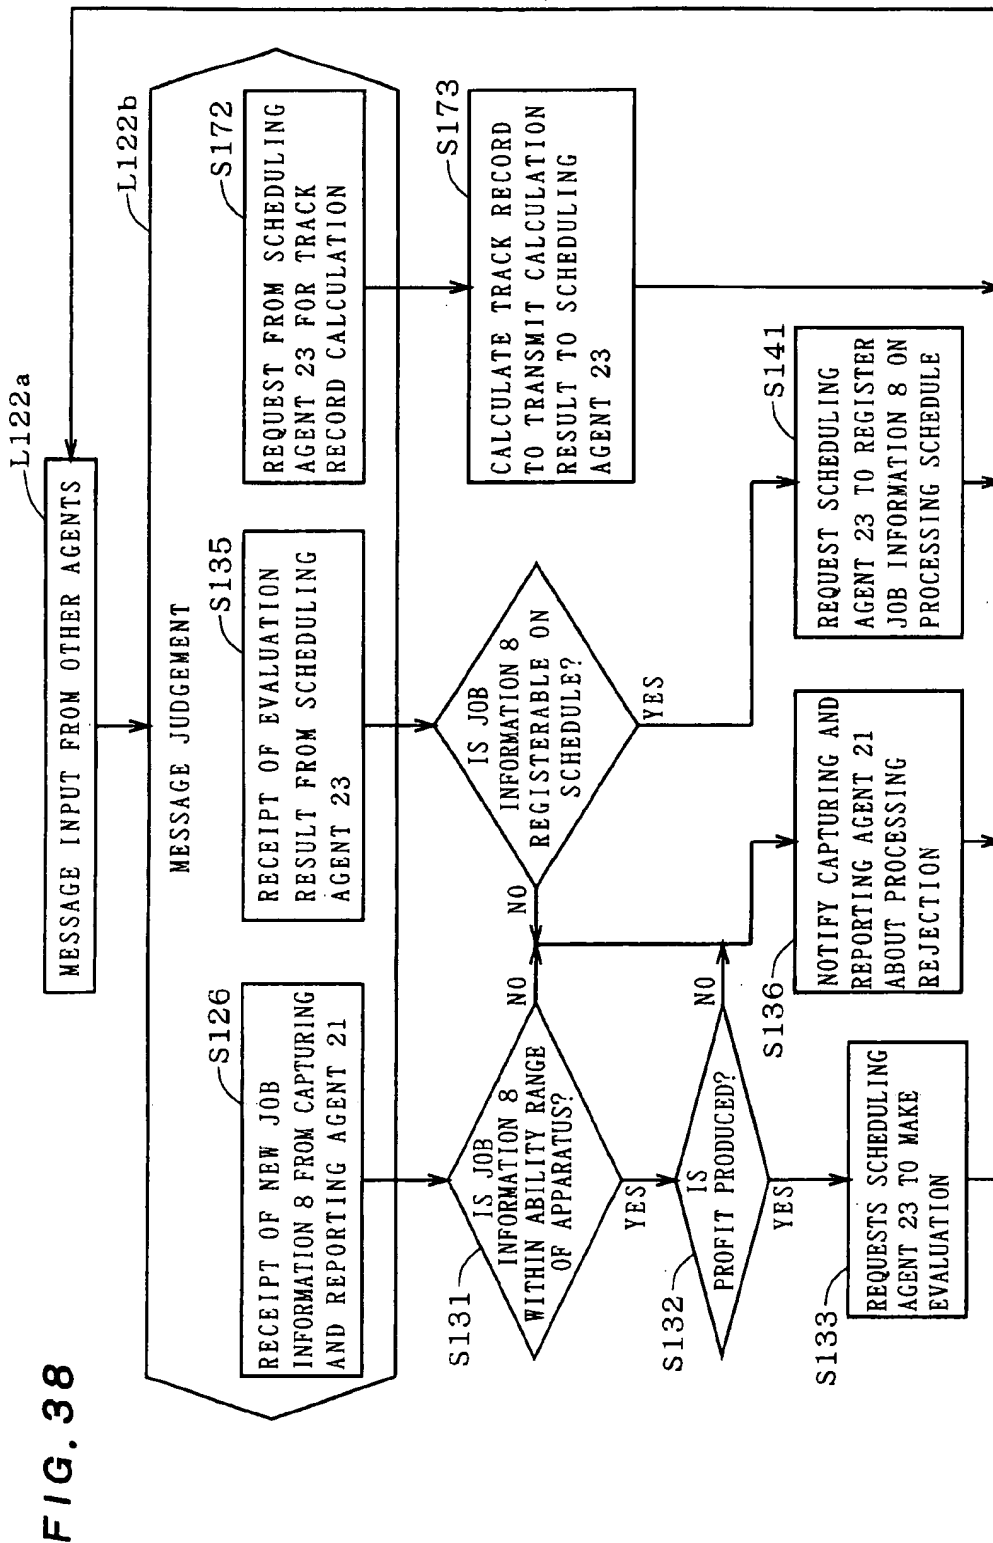 FIG. 38
L122a
MESSAGE INPUT FROM OTHER AGENTS
L122b
MESSAGE JUDGEMENT
S126
RECEIPT OF NEW JOB
INFORMATION 8 FROM CAPTURING
AND REPORTING AGENT 21
S135
RECEIPT OF EVALUATION
RESULT FROM SCHEDULING
AGENT 23
S172
REQUEST FROM SCHEDULING
AGENT 23 FOR TRACK
RECORD CALCULATION
S131
IS JOB
INFORMATION 8
WITHIN ABILITY RANGE
OF APPARATUS?
NO
YES
IS JOB
INFORMATION 8
REGISTERABLE ON
SCHEDULE?
NO
YES
S173
CALCULATE TRACK RECORD
TO TRANSMIT CALCULATION
RESULT TO SCHEDULING
AGENT 23
S132
IS
PROFIT PRODUCED?
NO
YES
S133
REQUESTS SCHEDULING
AGENT 23 TO MAKE
EVALUATION
S136
NOTIFY CAPTURING AND
REPORTING AGENT 21
ABOUT PROCESSING
REJECTION
S141
REQUEST SCHEDULING
AGENT 23 TO REGISTER
JOB INFORMATION 8 ON
PROCESSING SCHEDULE